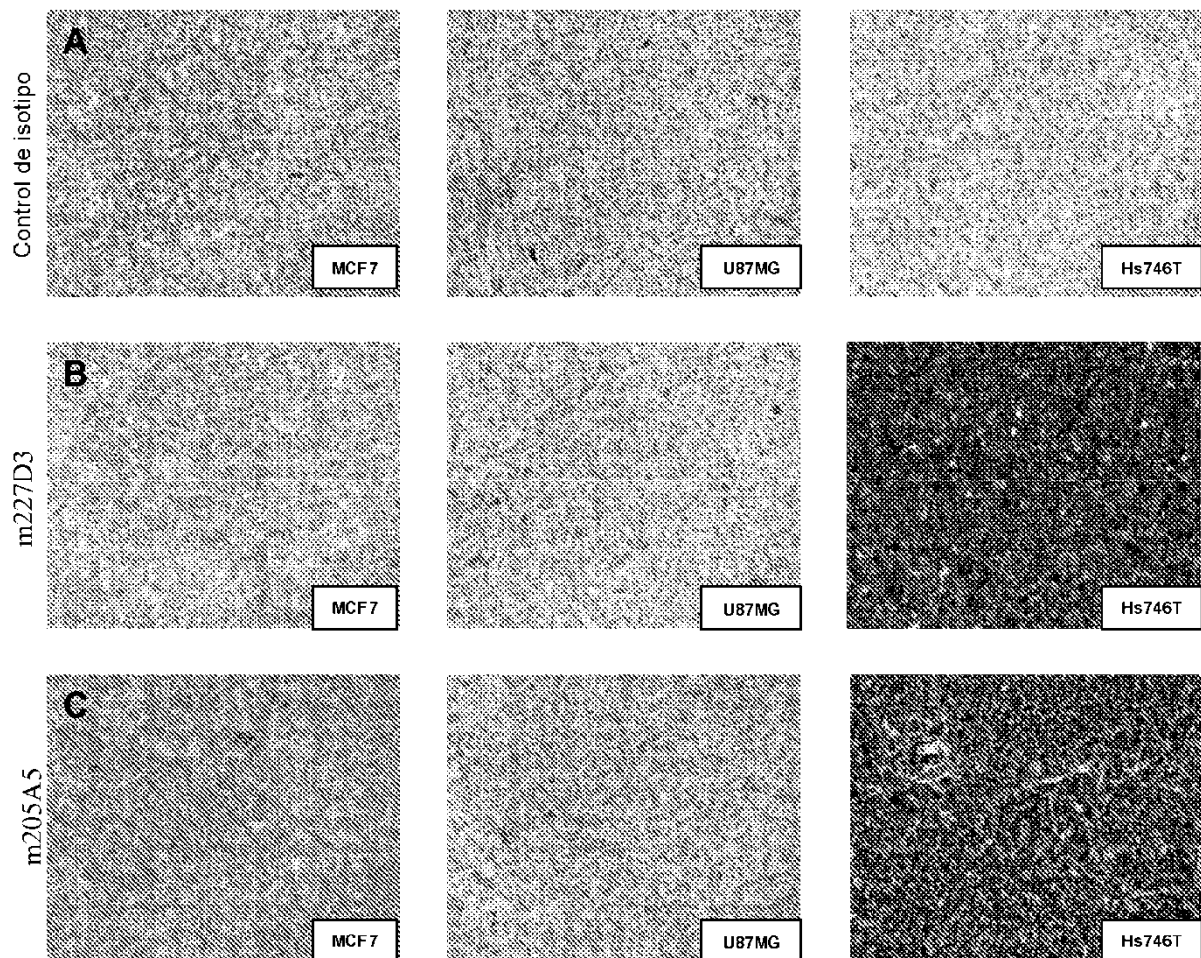 Control de isotipo
A
MCF7
U87MG
Hs746T
m227D3
B
MCF7
U87MG
Hs746T
m205A5
C
MCF7
U87MG
Hs746T